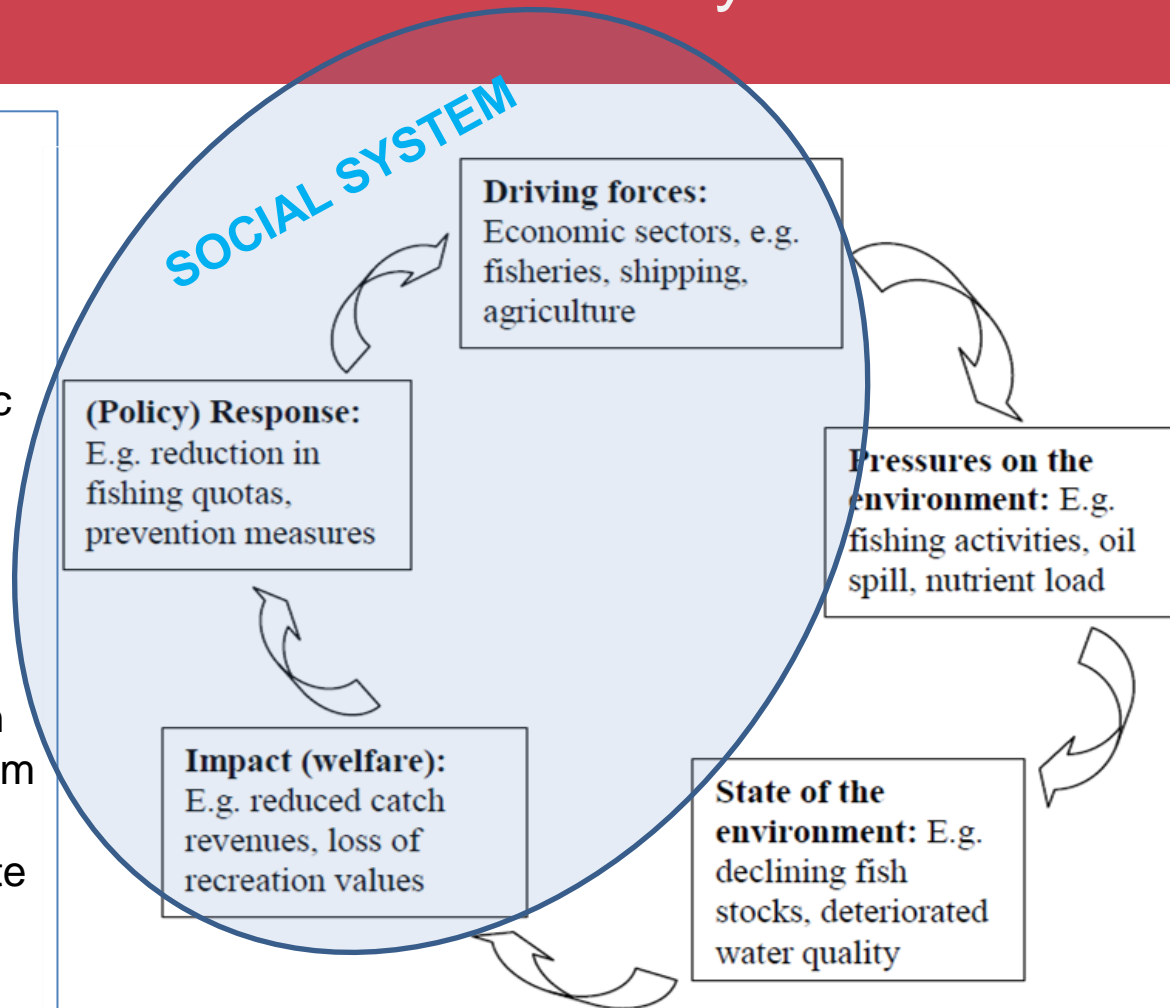 y
SOCIAL SYSTEM
Driving forces:
Economic sectors, e.g.
fisheries, shipping,
agriculture
(Policy) Response:
E.g. reduction in
fishing quotas,
prevention measures
Pressures on the
environment: E.g.
fishing activities, oil
spill, nutrient load
Impact (welfare):
E.g. reduced catch
revenues, loss of
recreation values
State of the
environment: E.g.
declining fish
stocks, deteriorated
water quality
c
m